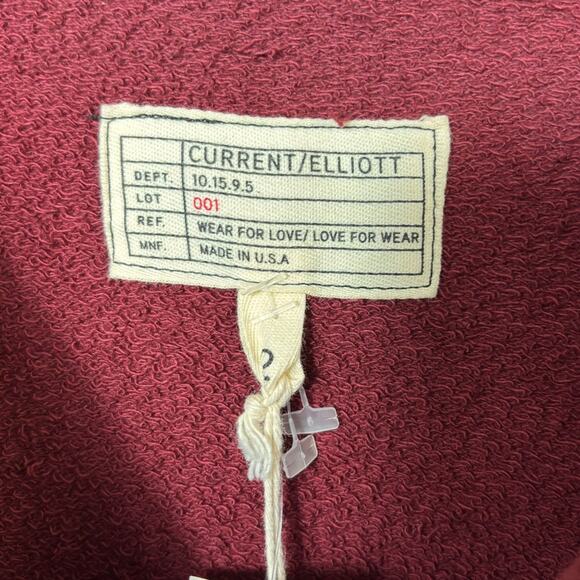 CURRENT/ELLIOTT
DEPT. 10.15.9.5
LOT 001
REF. WEAR FOR LOVE/ LOVE FOR WEAR
MNF. MADE IN U.S.A